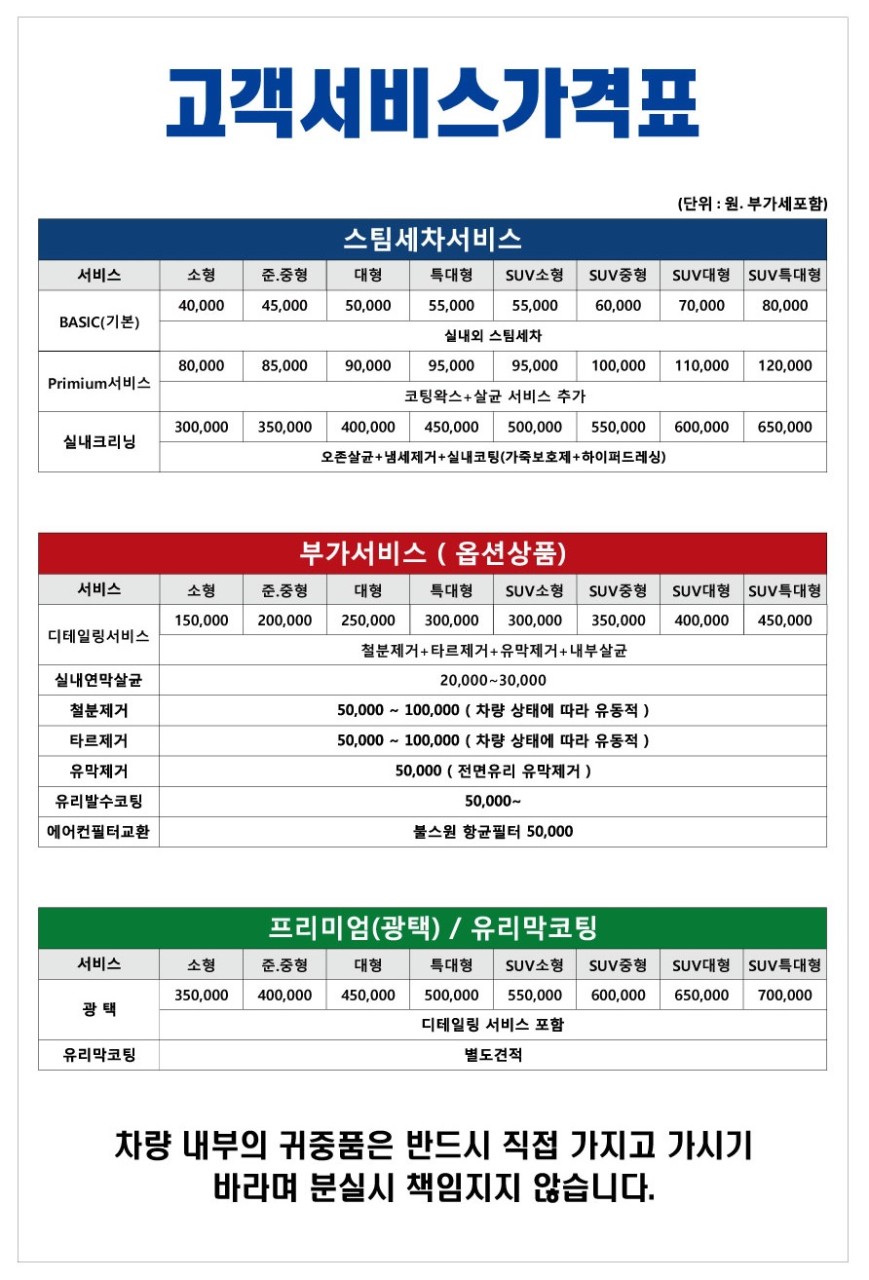 고객서비스가격표
(단위 : 원. 부가세포함)
스팀세차서비스
서비스 소형 준.중형 대형 특대형 SUV소형 SUV중형 SUV대형 SUV특대형
BASIC(기본) 40,000 45,000 50,000 55,000 55,000 60,000 70,000 80,000
실내외 스팀세차
Primium서비스 80,000 85,000 90,000 95,000 95,000 100,000 110,000 120,000
코팅왁스+살균 서비스 추가
실내크리닝 300,000 350,000 400,000 450,000 500,000 550,000 600,000 650,000
오존살균+냄세제거+실내코팅(가죽보호제+하이퍼드레싱)
부가서비스 ( 옵션상품)
서비스 소형 준.중형 대형 특대형 SUV소형 SUV중형 SUV대형 SUV특대형
디테일링서비스 150,000 200,000 250,000 300,000 300,000 350,000 400,000 450,000
철분제거+타르제거+유막제거+내부살균
실내연막살균 20,000~30,000
철분제거 50,000 ~ 100,000 ( 차량 상태에 따라 유동적 )
타르제거 50,000 ~ 100,000 ( 차량 상태에 따라 유동적 )
유막제거 50,000 ( 전면유리 유막제거 )
유리발수코팅 50,000~
에어컨필터교환 불스원 항균필터 50,000
프리미엄(광택) / 유리막코팅
서비스 소형 준.중형 대형 특대형 SUV소형 SUV중형 SUV대형 SUV특대형
광 택 350,000 400,000 450,000 500,000 550,000 600,000 650,000 700,000
디테일링 서비스 포함
유리막코팅 별도견적
차량 내부의 귀중품은 반드시 직접 가지고 가시기
바라며 분실시 책임지지 않습니다.